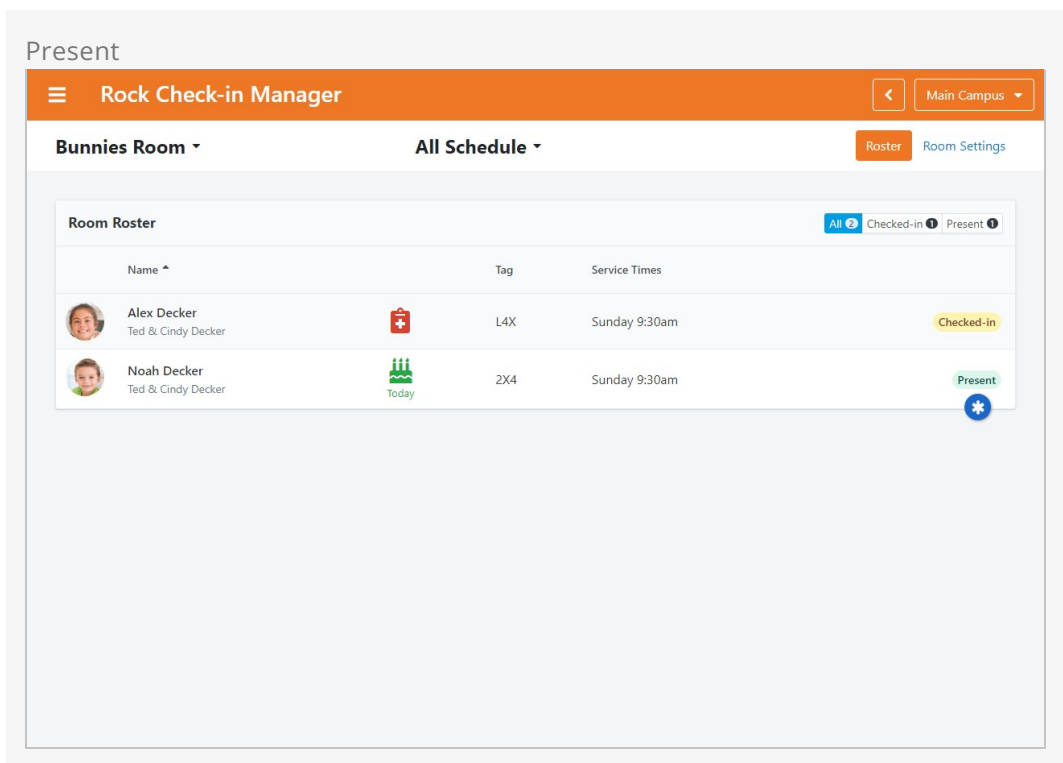 Present
Rock Check-in Manager
Main Campus
Bunnies Room
All Schedule
Roster
Room Settings
Room Roster
All 2 Checked-in 1 Present 1
Name Tag Service Times
Alex Decker
Ted & Cindy Decker
L4X Sunday 9:30am Checked-in
Noah Decker
Ted & Cindy Decker
Today
2X4 Sunday 9:30am Present